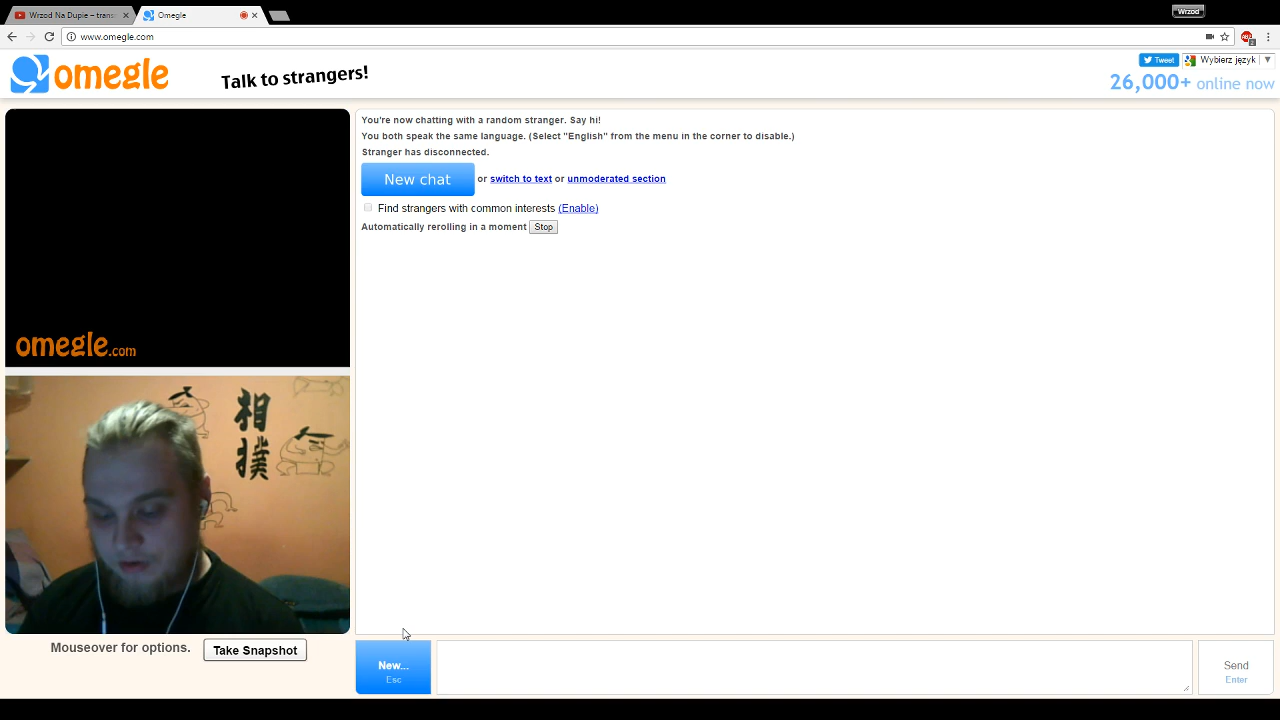 Wrzod Na Dupie – trans
Omegle
Wrzod
www.omegle.com
omegle
Talk to strangers!
Tweet
Wybierz język
26,000+ online now
You're now chatting with a random stranger. Say hi!
You both speak the same language. (Select "English" from the menu in the corner to disable.)
Stranger has disconnected.
New chat or switch to text or unmoderated section
Find strangers with common interests (Enable)
Automatically rerolling in a moment Stop
omegle.com
相
撲
Mouseover for options. Take Snapshot
New...
Esc
Send
Enter